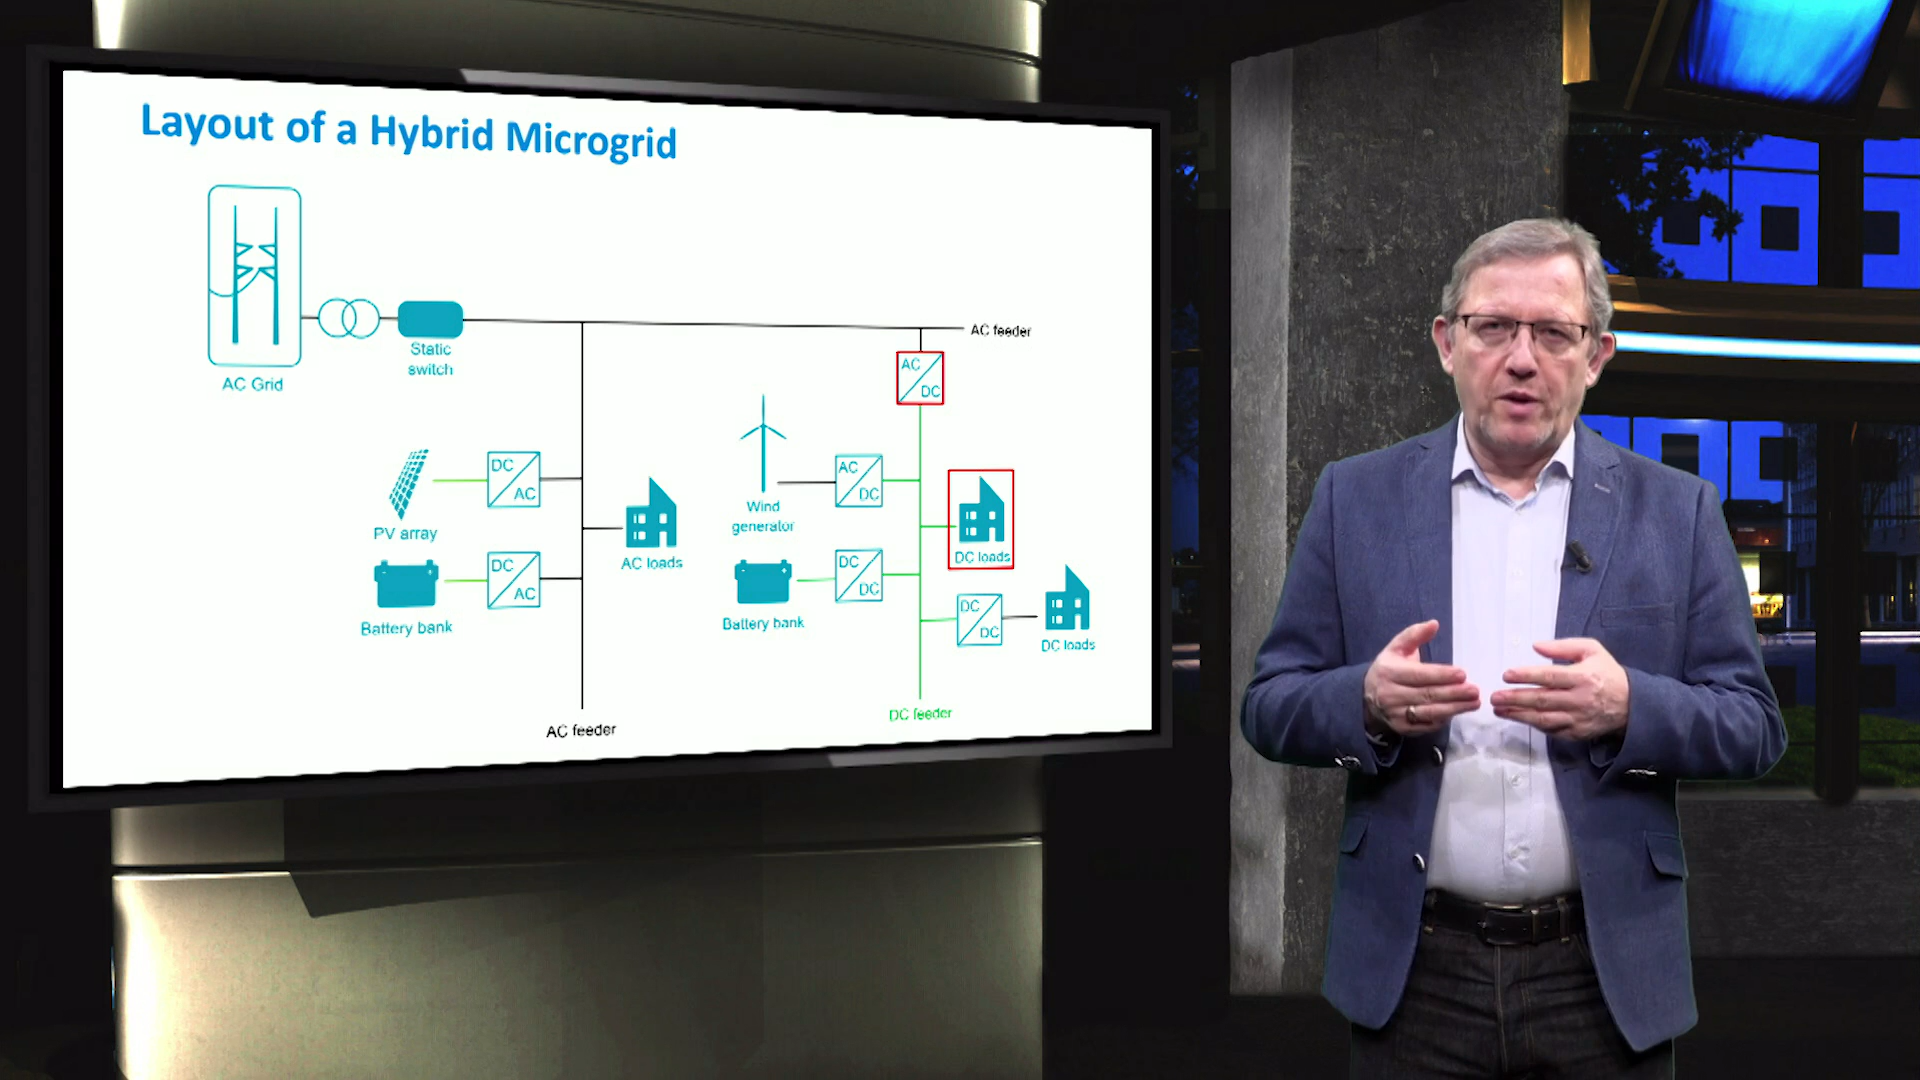 Layout of a Hybrid Microgrid
AC Grid
Static
switch
AC feeder
AC
DC
PV array
DC
AC
Battery bank
DC
AC
AC loads
AC feeder
Wind
generator
AC
DC
Battery bank
DC
DC
DC loads
DC
DC
DC loads
DC feeder